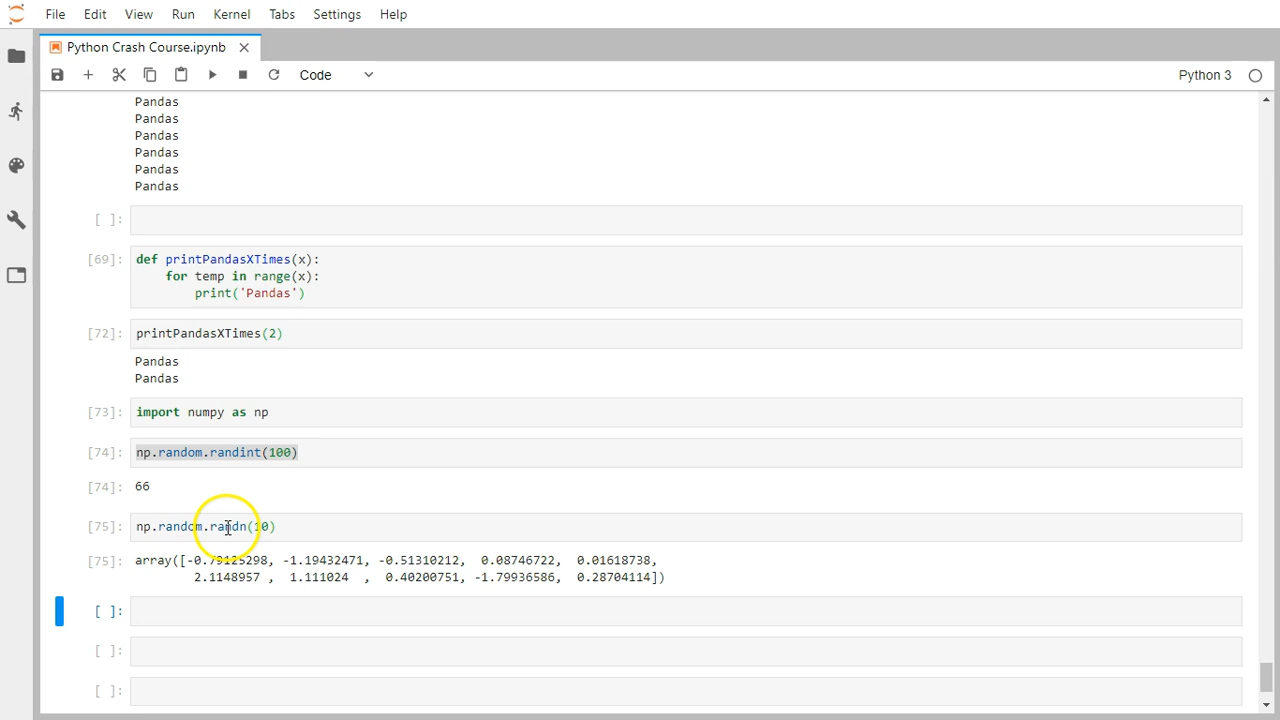 File Edit View Run Kernel Tabs Settings Help
Python Crash Course.ipynb
Code Python 3
Pandas
Pandas
Pandas
Pandas
Pandas
Pandas
[ ]:
[69]: def printPandasXTimes(x):
for temp in range(x):
print('Pandas')
[72]: printPandasXTimes(2)
Pandas
Pandas
[73]: import numpy as np
[74]: np.random.randint(100)
[74]: 66
[75]: np.random.randn(10)
[75]: array([-0.79125298, -1.19432471, -0.51310212, 0.08746722, 0.01618738,
2.1148957 , 1.111024 , 0.40200751, -1.79936586, 0.28704114])
[ ]:
[ ]:
[ ]: